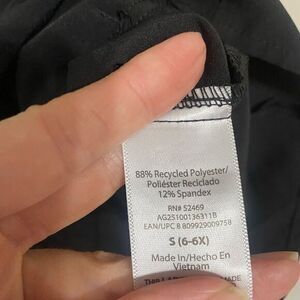 88% Recycled Polyester/
Poliéster Reciclado
12% Spandex
RN# 52469
AG25100136311B
EAN/UPC 8 809929009758
S (6-6X)
Made In/Hecho En
Vietnam